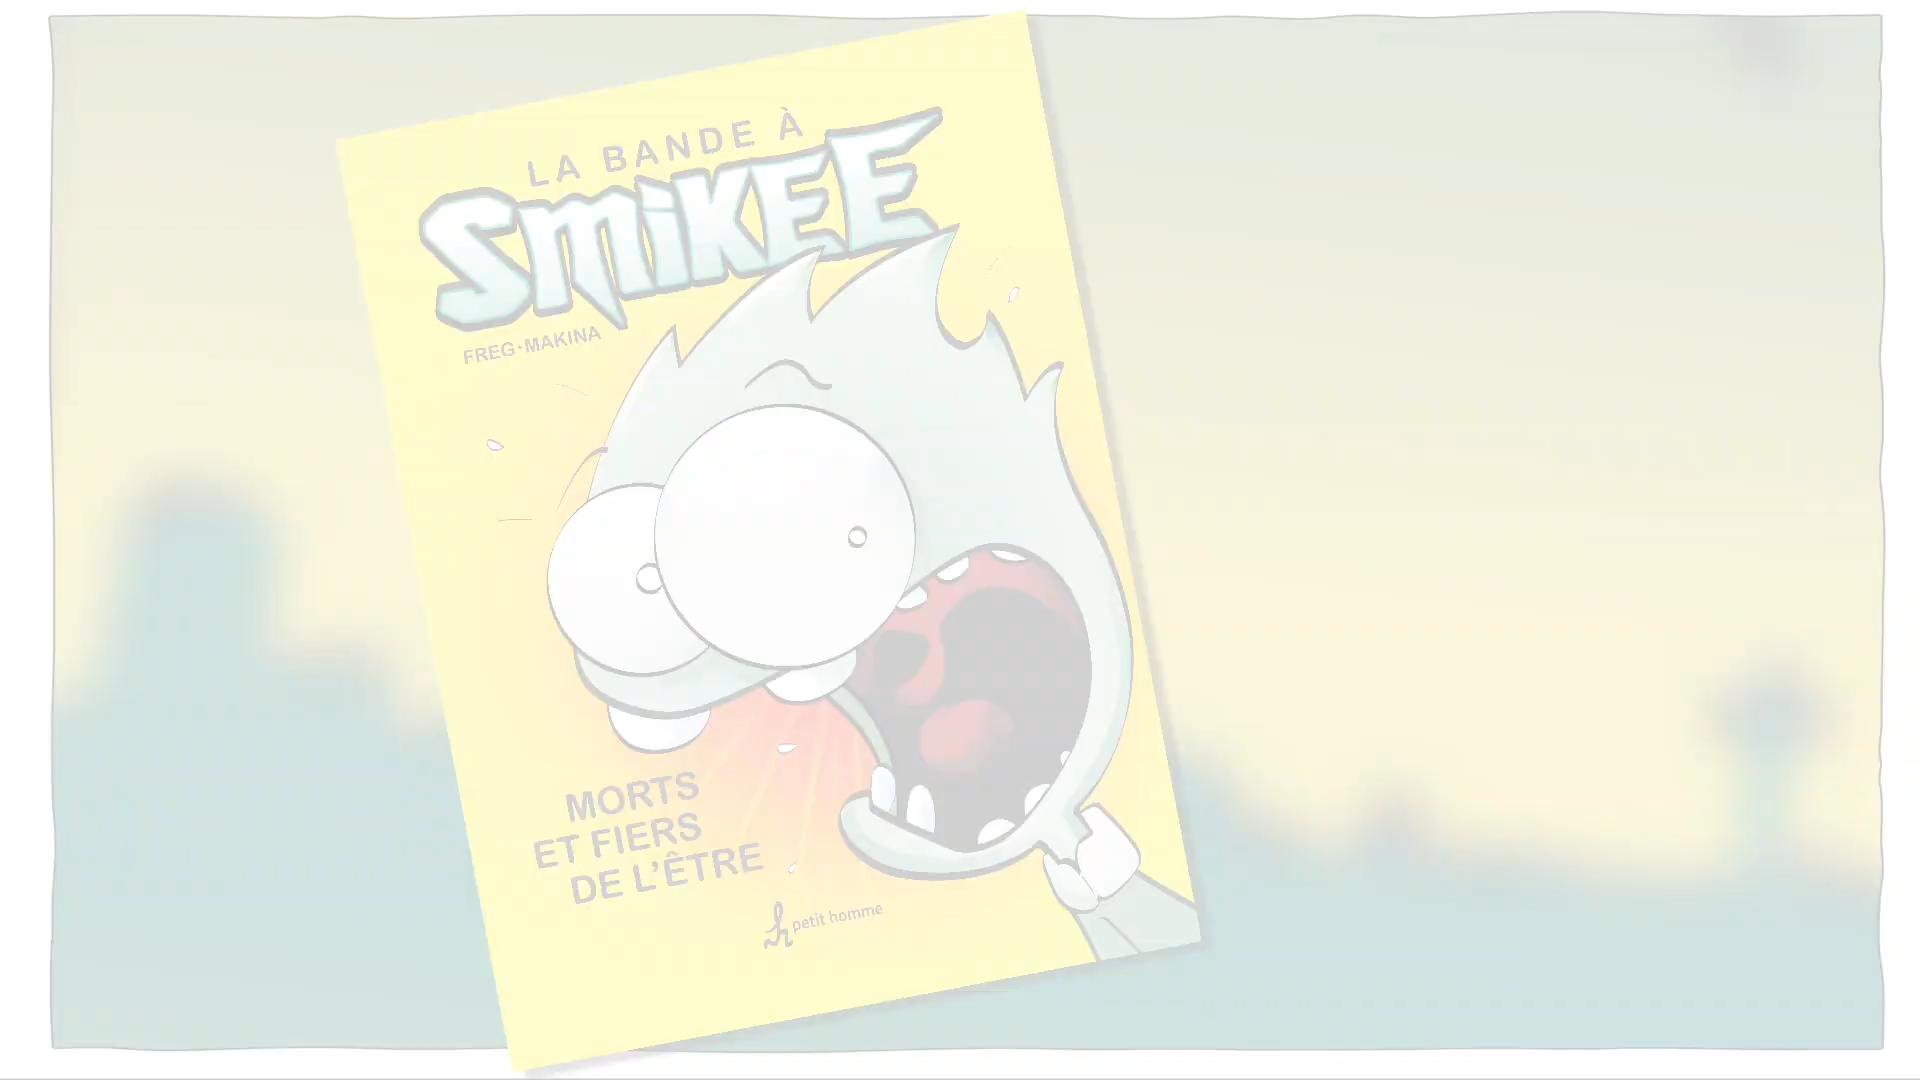 LA BANDE À
SMIKEE
FREG•MAKINA
MORTS
ET FIERS
DE L'ÊTRE
petit homme